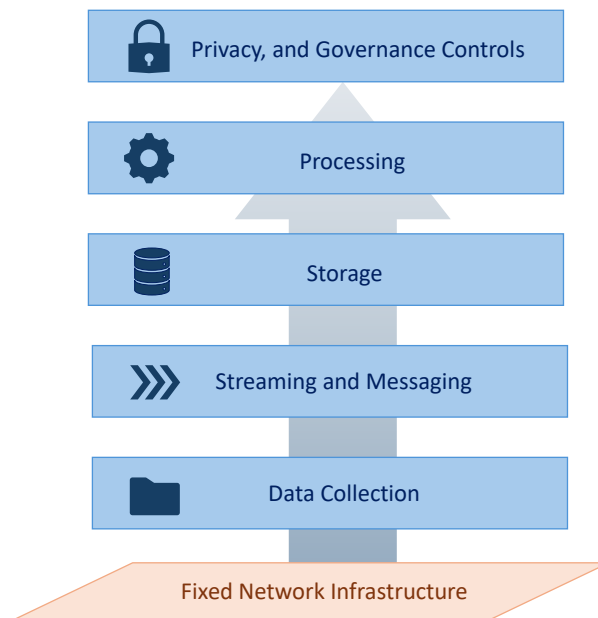 Privacy, and Governance Controls
Processing
Storage
Streaming and Messaging
Data Collection
Fixed Network Infrastructure